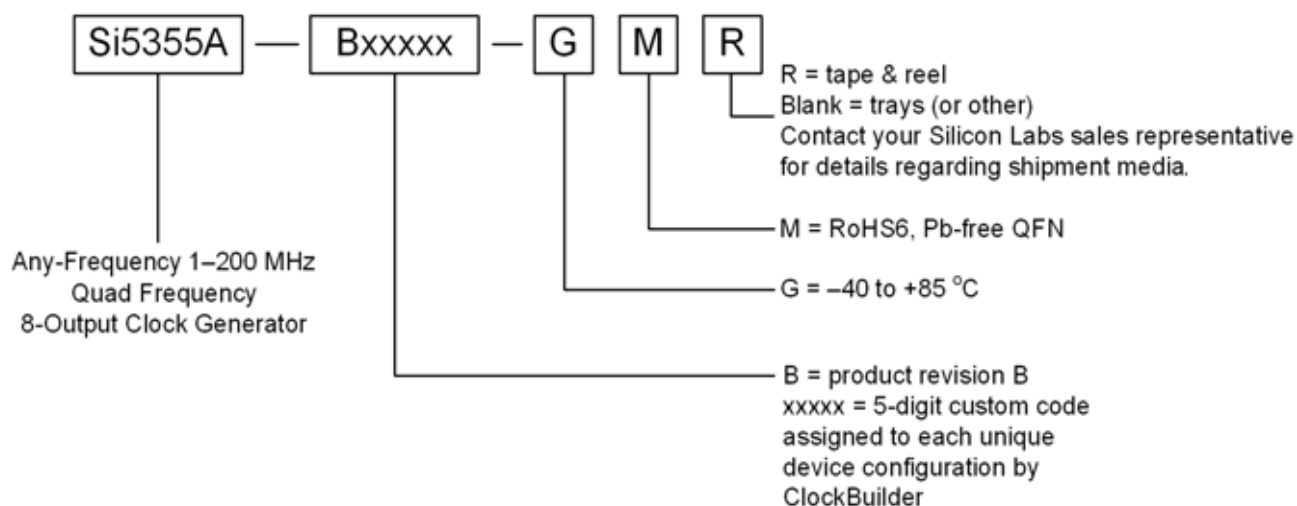 Si5355A — Bxxxxx — G M R
R = tape & reel
Blank = trays (or other)
Contact your Silicon Labs sales representative
for details regarding shipment media.
M = RoHS6, Pb-free QFN
G = –40 to +85 °C
Any-Frequency 1–200 MHz
Quad Frequency
8-Output Clock Generator
B = product revision B
xxxxx = 5-digit custom code
assigned to each unique
device configuration by
ClockBuilder